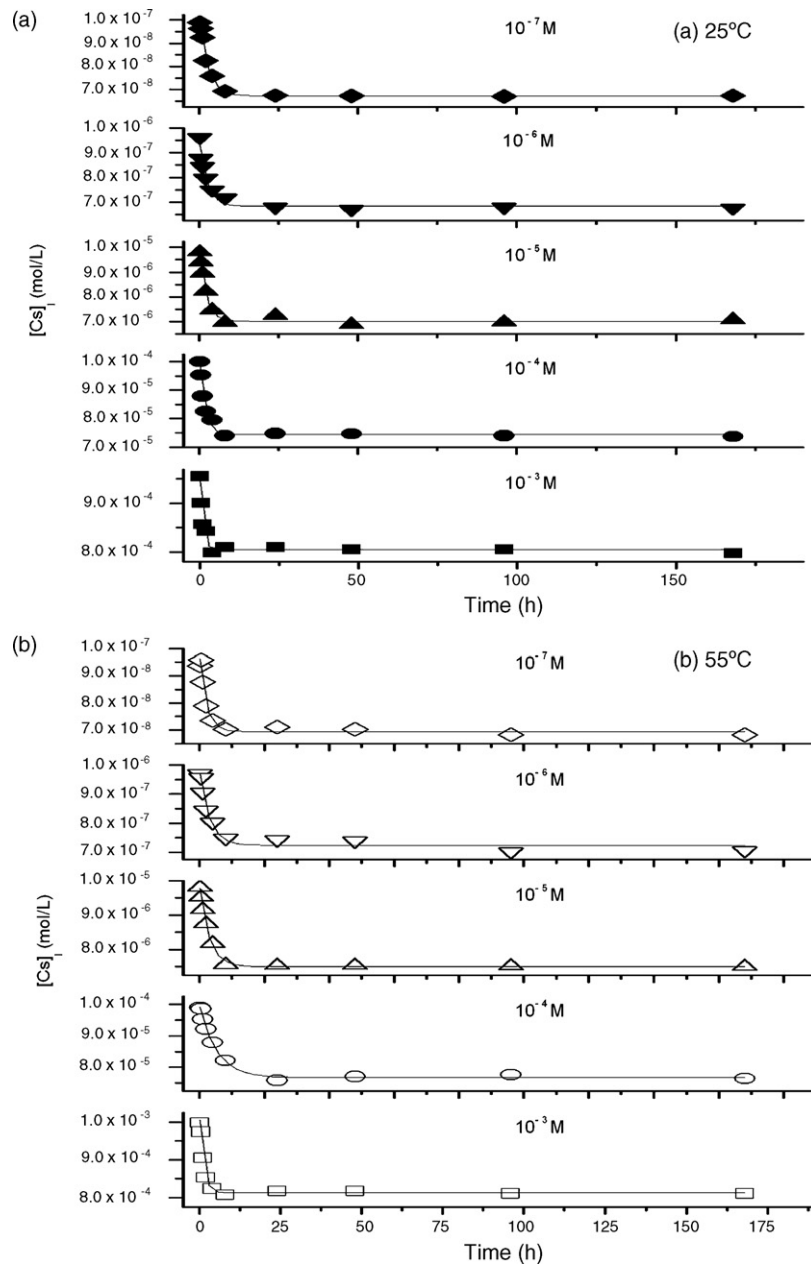 (a)
(a) 25ºC
10⁻⁷ M
1.0 x 10⁻⁷
9.0 x 10⁻⁸
8.0 x 10⁻⁸
7.0 x 10⁻⁸
10⁻⁶ M
1.0 x 10⁻⁶
9.0 x 10⁻⁷
8.0 x 10⁻⁷
7.0 x 10⁻⁷
10⁻⁵ M
1.0 x 10⁻⁵
9.0 x 10⁻⁶
8.0 x 10⁻⁶
7.0 x 10⁻⁶
10⁻⁴ M
1.0 x 10⁻⁴
9.0 x 10⁻⁵
8.0 x 10⁻⁵
7.0 x 10⁻⁵
10⁻³ M
9.0 x 10⁻⁴
8.0 x 10⁻⁴
[Cs]ₗ (mol/L)
0 50 100 150
Time (h)
(b)
(b) 55ºC
10⁻⁷ M
1.0 x 10⁻⁷
9.0 x 10⁻⁸
8.0 x 10⁻⁸
7.0 x 10⁻⁸
10⁻⁶ M
1.0 x 10⁻⁶
9.0 x 10⁻⁷
8.0 x 10⁻⁷
7.0 x 10⁻⁷
10⁻⁵ M
1.0 x 10⁻⁵
9.0 x 10⁻⁶
8.0 x 10⁻⁶
10⁻⁴ M
1.0 x 10⁻⁴
9.0 x 10⁻⁵
8.0 x 10⁻⁵
10⁻³ M
1.0 x 10⁻³
9.0 x 10⁻⁴
8.0 x 10⁻⁴
[Cs]ₗ (mol/L)
0 25 50 75 100 125 150 175
Time (h)